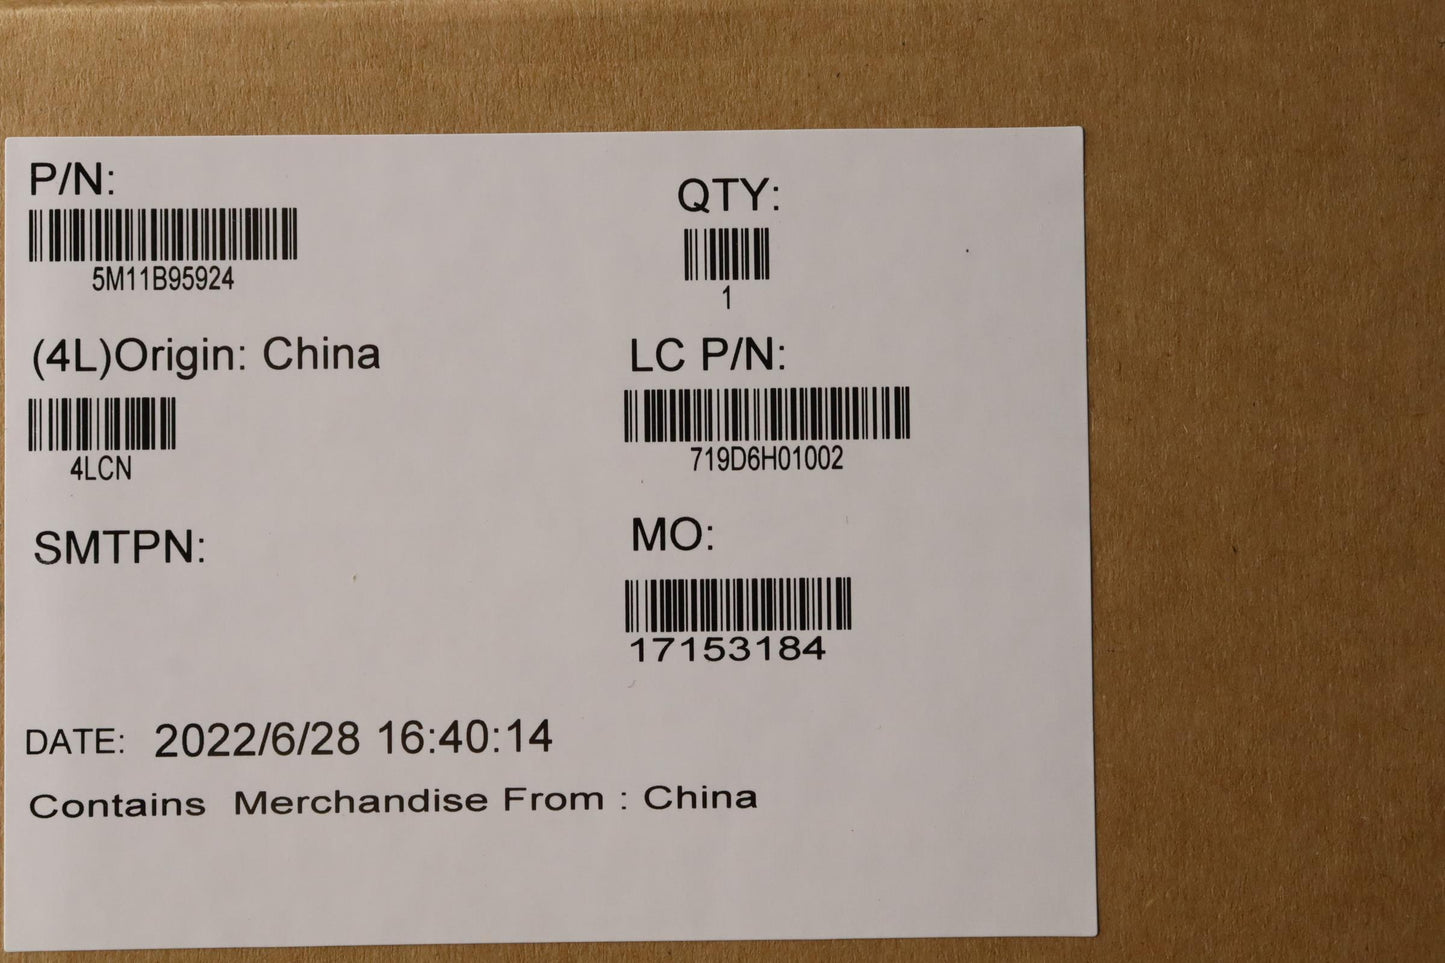 P/N:
5M11B95924
QTY:
1
(4L)Origin: China
4LCN
LC P/N:
719D6H01002
SMTPN:
MO:
17153184
DATE: 2022/6/28 16:40:14
Contains Merchandise From : China